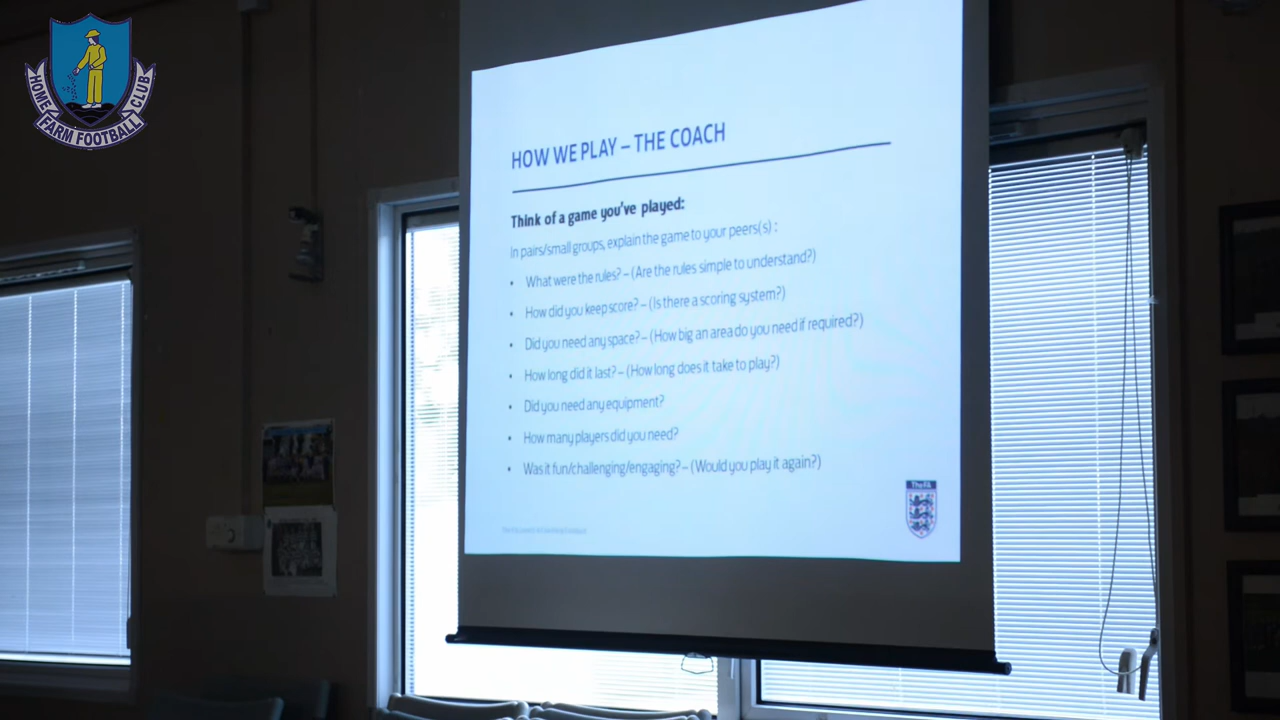 HOME FARM FOOTBALL CLUB
HOW WE PLAY – THE COACH
Think of a game you've played:
In pairs/small groups, explain the game to your peers(s) :
• What were the rules? – (Are the rules simple to understand?)
• How did you keep score? – (Is there a scoring system?)
• Did you need any space? – (How big an area do you need if required?)
• How long did it last? – (How long does it take to play?)
• Did you need any equipment?
• How many players did you need?
• Was it fun/challenging/engaging? – (Would you play it again?)
The FA